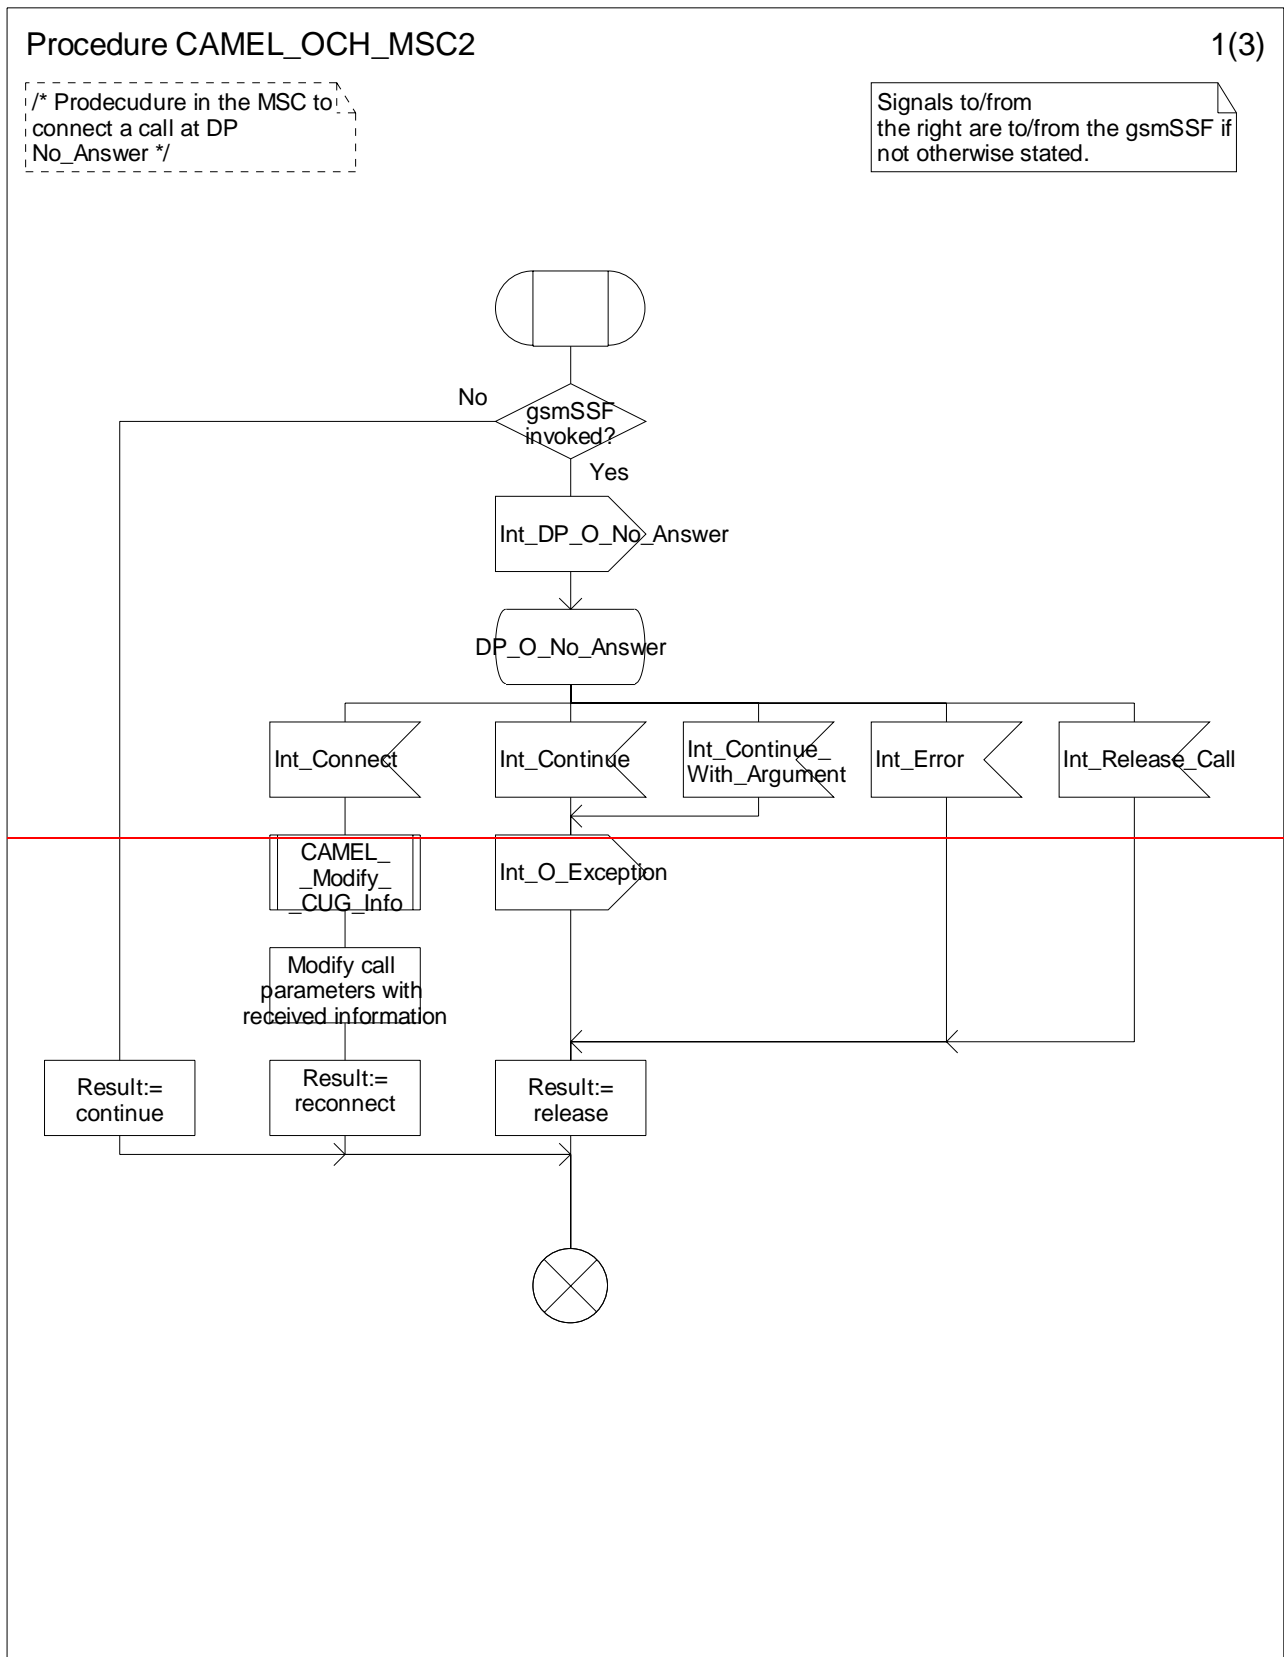 Procedure CAMEL_OCH_MSC2
1(3)
/* Prodecudure in the MSC to
connect a call at DP
No_Answer */
Signals to/from
the right are to/from the gsmSSF if
not otherwise stated.
No
gsmSSF
invoked?
Yes
Int_DP_O_No_Answer
DP_O_No_Answer
Int_Connect
Int_Continue
Int_Continue_
With_Argument
Int_Error
Int_Release_Call
CAMEL_
_Modify_
_CUG_Info
Int_O_Exception
Modify call
parameters with
received information
Result:=
continue
Result:=
reconnect
Result:=
release